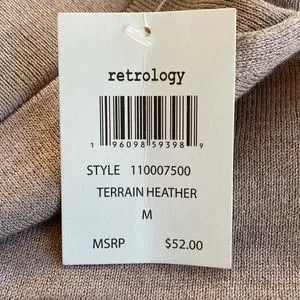 retrology
1 96098 59398 9
STYLE 110007500
TERRAIN HEATHER
M
MSRP $52.00